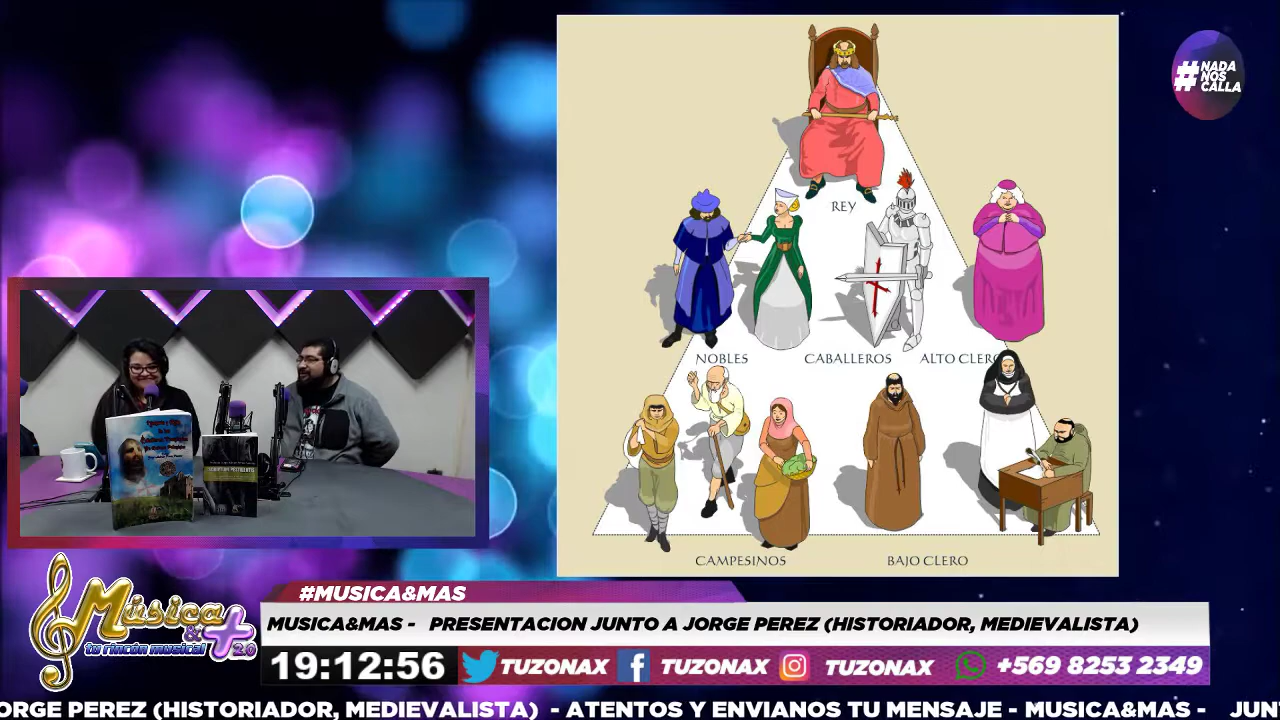 #NADA
NOS
CALLA
REY
NOBLES
CABALLEROS
ALTO CLERO
CAMPESINOS
BAJO CLERO
Música
& + 2.0
tu rincón musical
#MUSICA&MAS
MUSICA&MAS - PRESENTACION JUNTO A JORGE PEREZ (HISTORIADOR, MEDIEVALISTA)
19:12:56 TUZONAX TUZONAX TUZONAX +569 8253 2349
ORGE PEREZ (HISTORIADOR, MEDIEVALISTA) - ATENTOS Y ENVIANOS TU MENSAJE - MUSICA&MAS - JUN